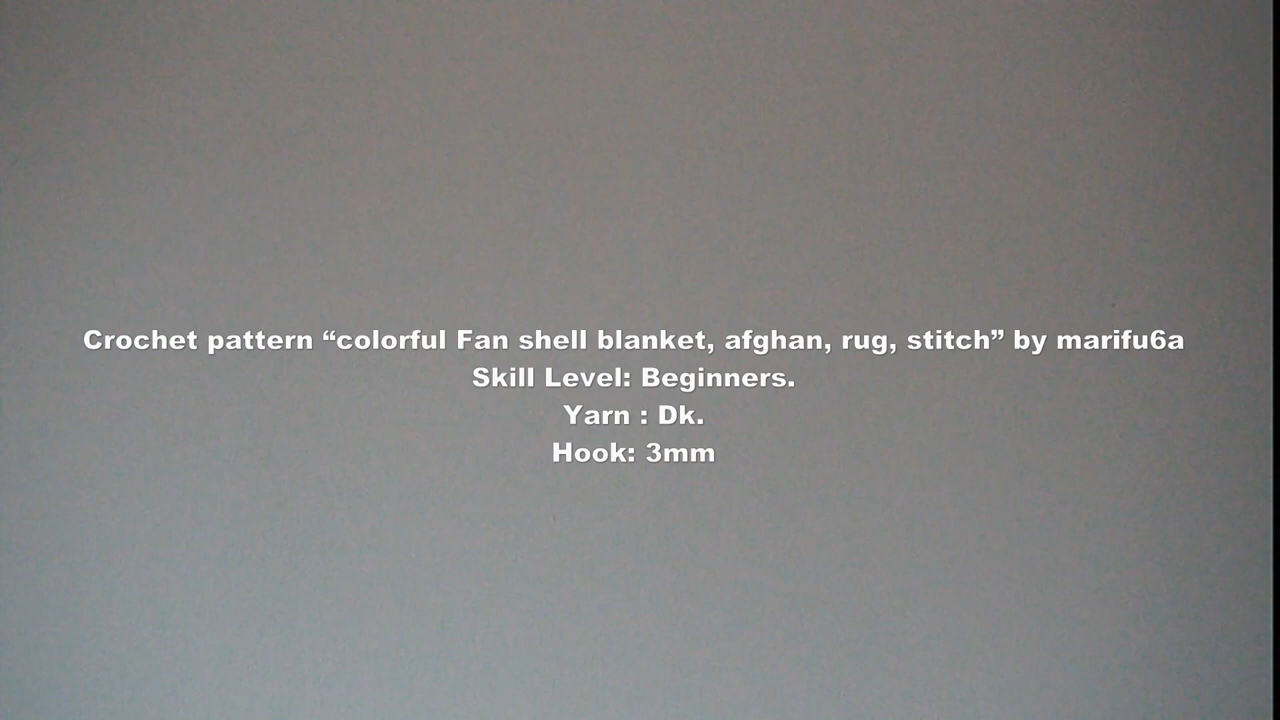 Crochet pattern “colorful Fan shell blanket, afghan, rug, stitch” by marifu6a
Skill Level: Beginners.
Yarn : Dk.
Hook: 3mm